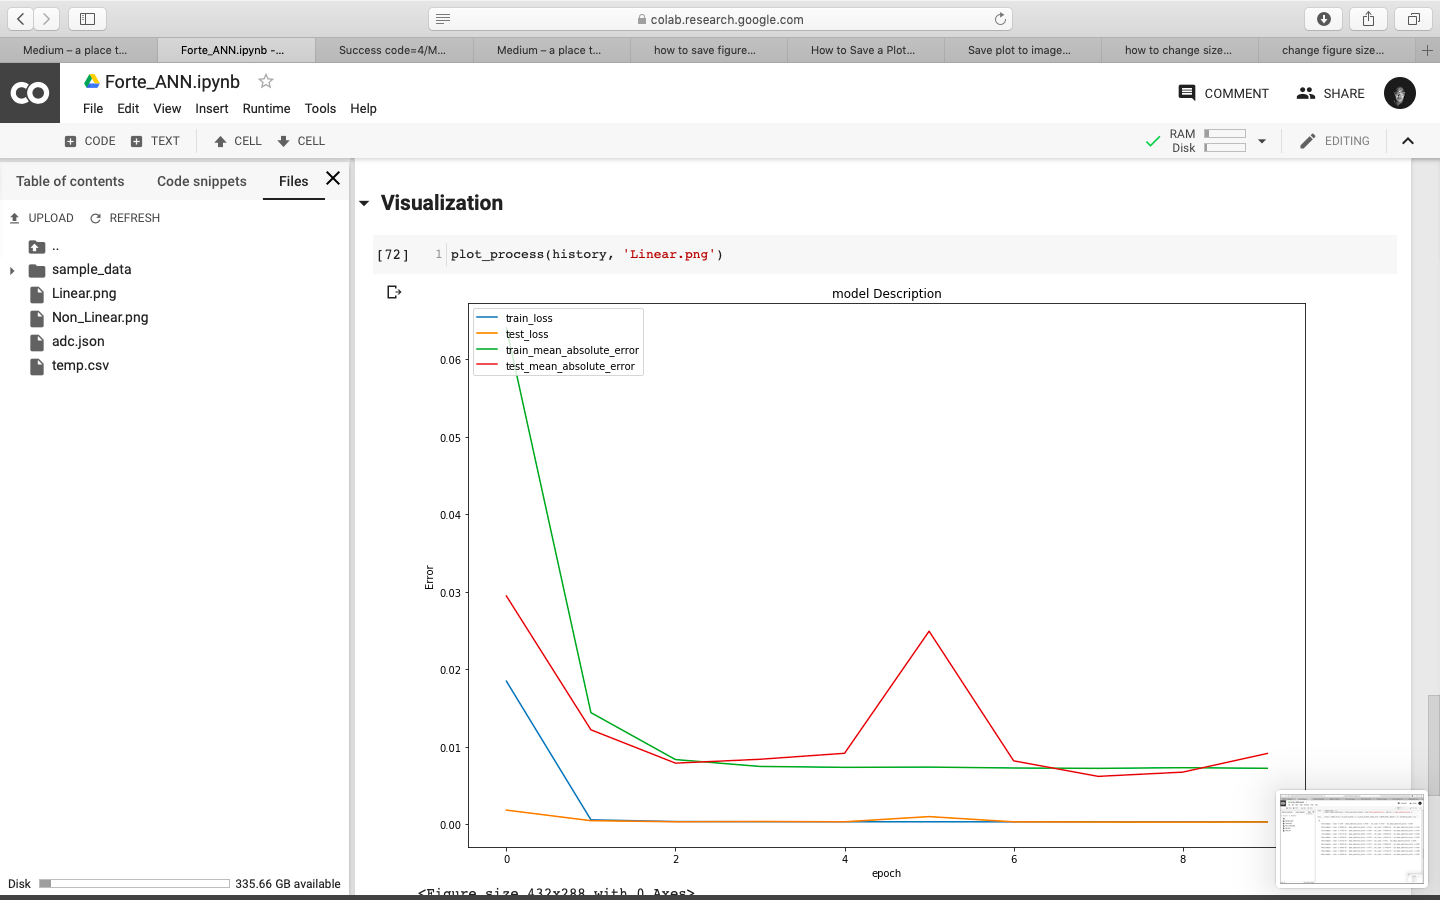 colab.research.google.com
Medium – a place t...
Forte_ANN.ipynb -...
Success code=4/M...
Medium – a place t...
how to save figure...
How to Save a Plot...
Save plot to image...
how to change size...
change figure size...
CO
Forte_ANN.ipynb
File Edit View Insert Runtime Tools Help
COMMENT
SHARE
CODE
TEXT
CELL
CELL
RAM
Disk
EDITING
Table of contents
Code snippets
Files
UPLOAD
REFRESH
..
sample_data
Linear.png
Non_Linear.png
adc.json
temp.csv
Disk
335.66 GB available
Visualization
[72] 1 plot_process(history, 'Linear.png')
model Description
train_loss
test_loss
train_mean_absolute_error
test_mean_absolute_error
0.06
0.05
0.04
0.03
0.02
0.01
0.00
Error
0 2 4 6 8
epoch
<Figure size 432x288 with 0 Axes>